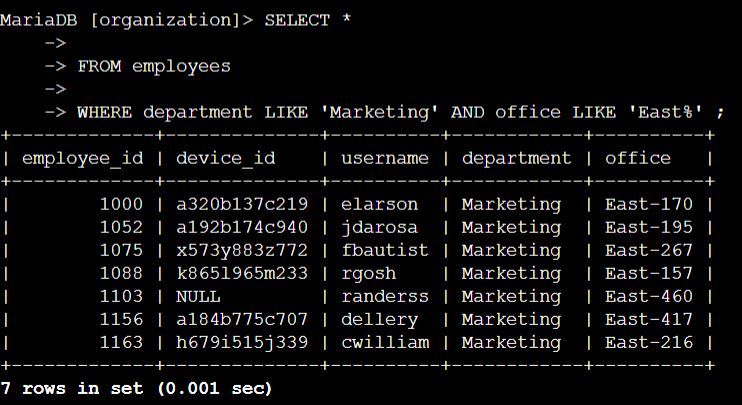 MariaDB [organization]> SELECT *
    ->
    -> FROM employees
    ->
    -> WHERE department LIKE 'Marketing' AND office LIKE 'East%' ;
+-------------+--------------+----------+------------+----------+
| employee_id | device_id    | username | department | office   |
+-------------+--------------+----------+------------+----------+
|        1000 | a320b137c219 | elarson  | Marketing  | East-170 |
|        1052 | a192b174c940 | jdarosa  | Marketing  | East-195 |
|        1075 | x573y883z772 | fbautist | Marketing  | East-267 |
|        1088 | k865l965m233 | rgosh    | Marketing  | East-157 |
|        1103 | NULL         | randerss | Marketing  | East-460 |
|        1156 | a184b775c707 | dellery  | Marketing  | East-417 |
|        1163 | h679i515j339 | cwilliam | Marketing  | East-216 |
+-------------+--------------+----------+------------+----------+
7 rows in set (0.001 sec)